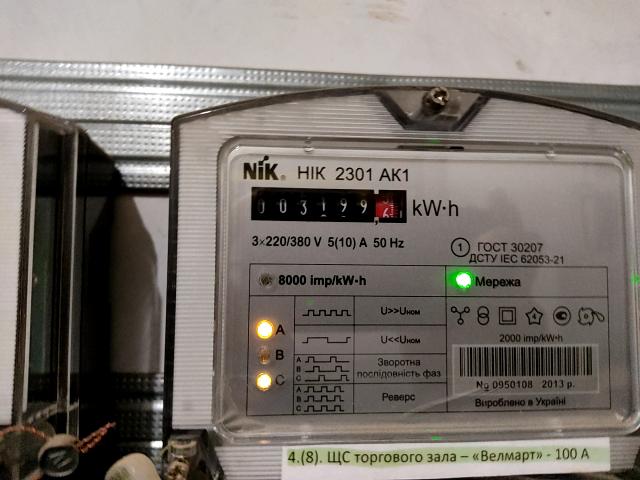 NiK. НІК 2301 АК1
003199,2 kW·h
3×220/380 V 5(10) A 50 Hz
1 ГОСТ 30207
ДСТУ IEC 62053-21
8000 imp/kW·h
Мережа
A
B
C
U>>Uном
U<<Uном
A
B
C
Зворотна
послідовність фаз
A
B
C
Реверс
2000 imp/kW·h
No 0950108 2013 р.
Вироблено в Україні
4.(8). ЩС торгового зала – «Велмарт» - 100 А